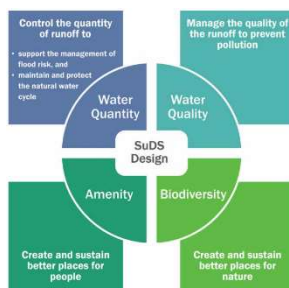 Control the quantity
of runoff to
• support the management of
flood risk, and
• maintain and protect
the natural water
cycle
Manage the quality of
the runoff to prevent
pollution
Water
Quantity
Water
Quality
SuDS
Design
Amenity
Biodiversity
Create and sustain
better places for
people
Create and sustain
better places for
nature